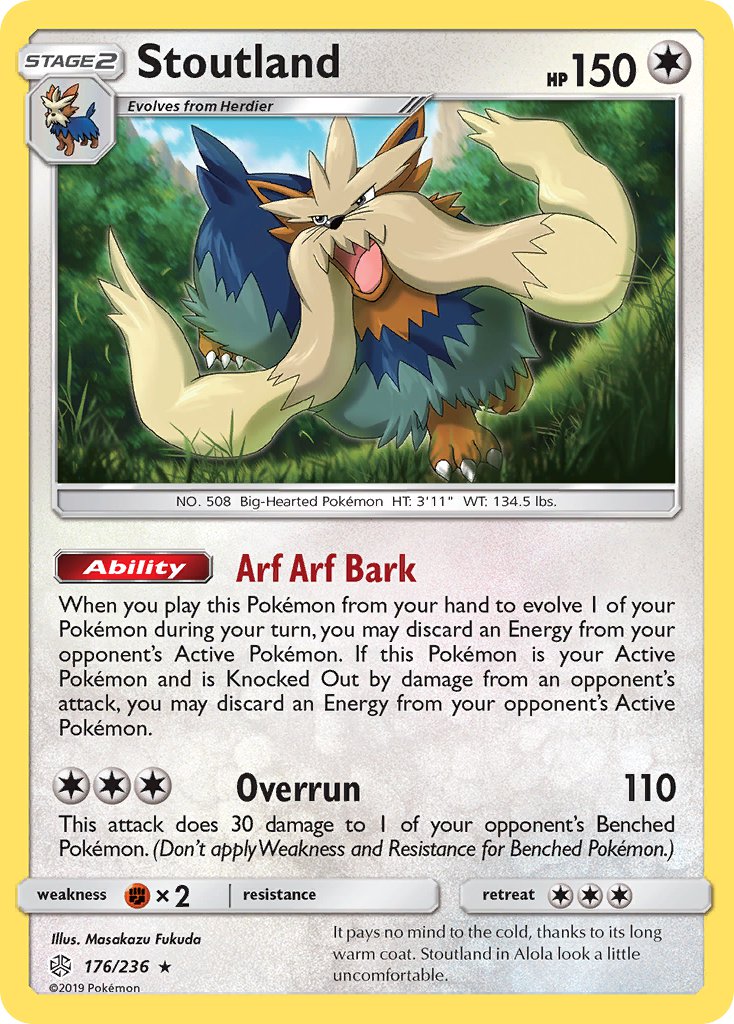 STAGE2
Stoutland
HP 150
Evolves from Herdier
NO. 508 Big-Hearted Pokémon HT: 3'11" WT: 134.5 lbs.
Ability Arf Arf Bark
When you play this Pokémon from your hand to evolve 1 of your
Pokémon during your turn, you may discard an Energy from your
opponent's Active Pokémon. If this Pokémon is your Active
Pokémon and is Knocked Out by damage from an opponent's
attack, you may discard an Energy from your opponent's Active
Pokémon.
Overrun 110
This attack does 30 damage to 1 of your opponent's Benched
Pokémon. (Don't apply Weakness and Resistance for Benched Pokémon.)
weakness ×2 resistance retreat
Illus. Masakazu Fukuda
176/236 ★
©2019 Pokémon
It pays no mind to the cold, thanks to its long
warm coat. Stoutland in Alola look a little
uncomfortable.